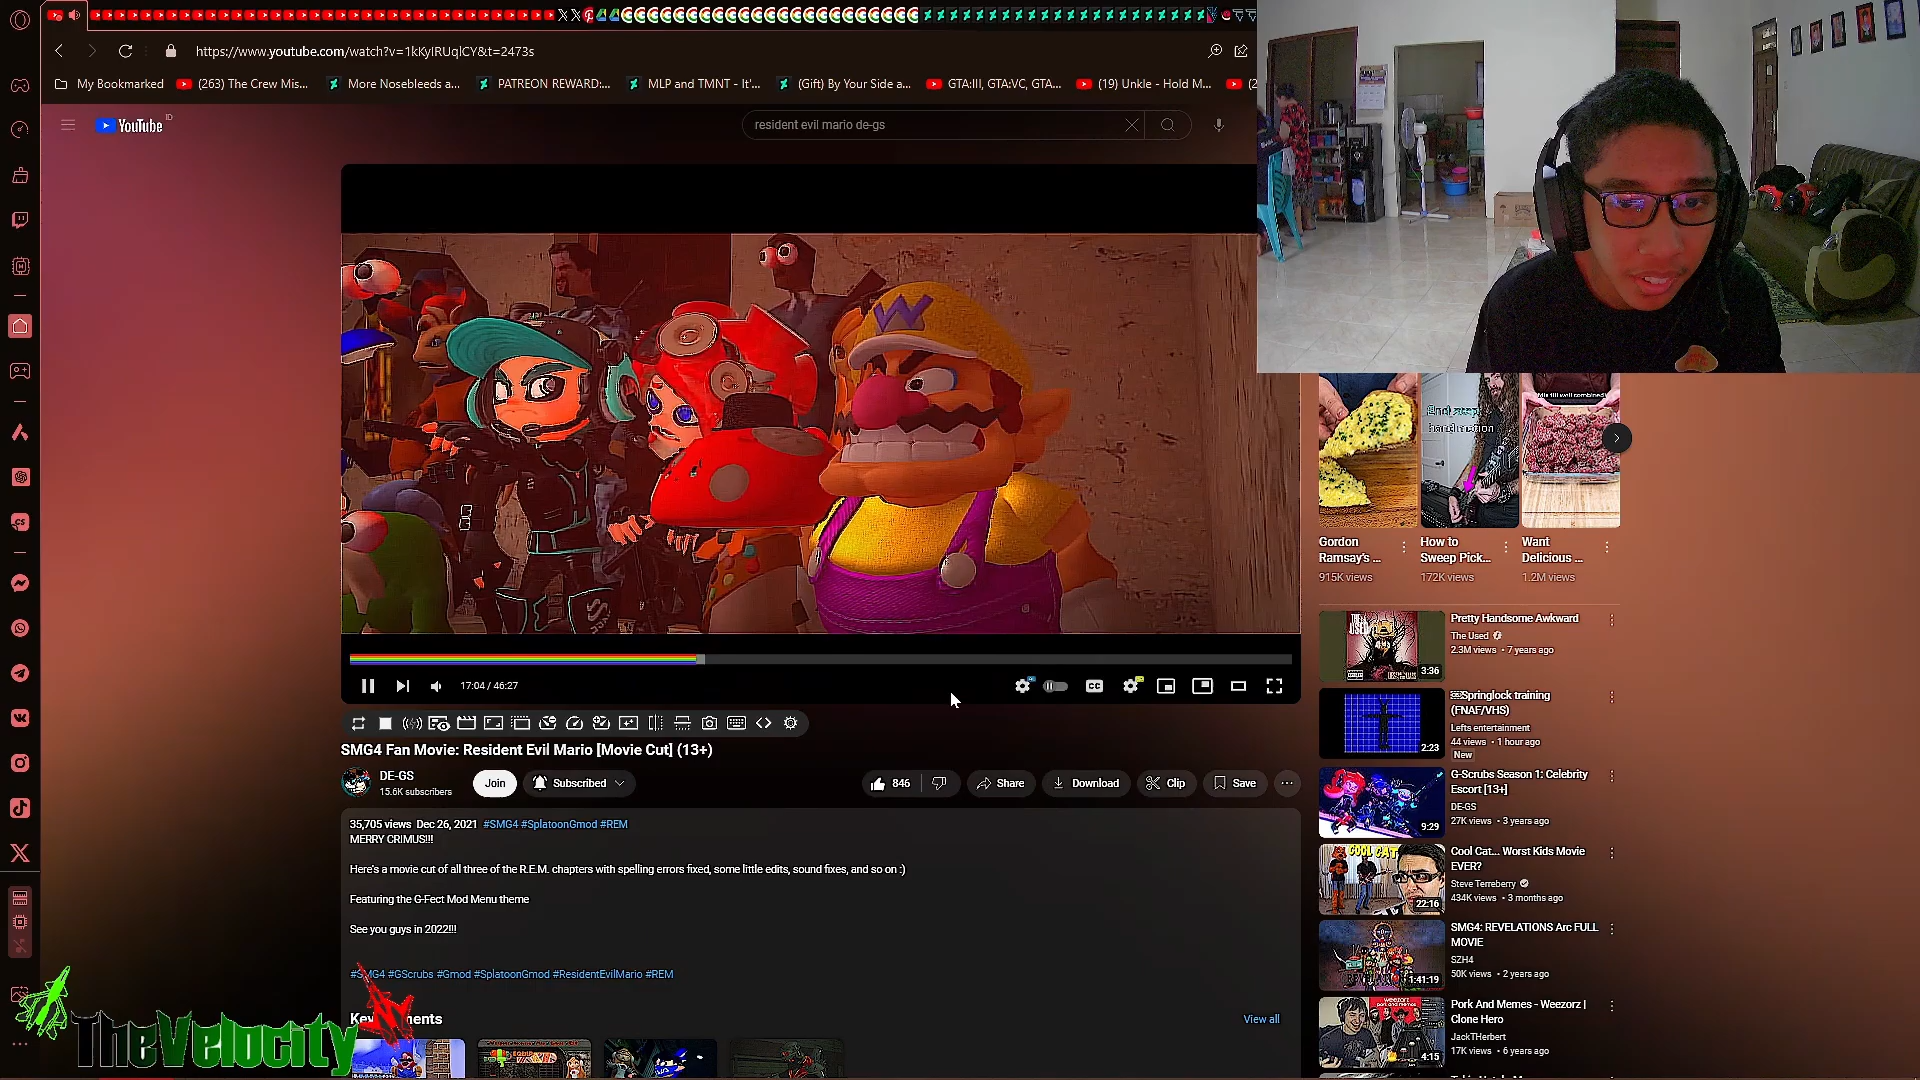 https://www.youtube.com/watch?v=1kKyIRUqlCY&t=2473s
My Bookmarked
(263) The Crew Mis...
More Nosebleeds a...
PATREON REWARD:...
MLP and TMNT - It'...
(Gift) By Your Side a...
GTA:III, GTA:VC, GTA...
(19) Unkle - Hold M...
YouTube ID
resident evil mario de-gs
W
17:04 / 46:27
CC
SMG4 Fan Movie: Resident Evil Mario [Movie Cut] (13+)
DE-GS
15.6K subscribers
Join
Subscribed
846
Share
Download
Clip
Save
35,705 views Dec 26, 2021 #SMG4 #SplatoonGmod #REM
MERRY CRIMUS!!!
Here's a movie cut of all three of the R.E.M. chapters with spelling errors fixed, some little edits, sound fixes, and so on :)
Featuring the G-Fect Mod Menu theme
See you guys in 2022!!!
#SMG4 #GScrubs #Gmod #SplatoonGmod #ResidentEvilMario #REM
View all
TheVelocity
Gordon
Ramsay's ...
915K views
How to
Sweep Pick...
172K views
Want
Delicious ...
1.2M views
Pretty Handsome Awkward
The Used
2.3M views • 7 years ago
3:36
Springlock training
(FNAF/VHS)
Lefts entertainment
44 views • 1 hour ago
New
2:23
G-Scrubs Season 1: Celebrity
Escort [13+]
DE-GS
27K views • 3 years ago
9:29
COOL CAT
Cool Cat... Worst Kids Movie
EVER?
Steve Terreberry
434K views • 3 months ago
22:16
SMG4: REVELATIONS Arc FULL
MOVIE
SZH4
50K views • 2 years ago
1:41:19
Pork And Memes - Weezorz |
Clone Hero
JackTHerbert
17K views • 6 years ago
4:15